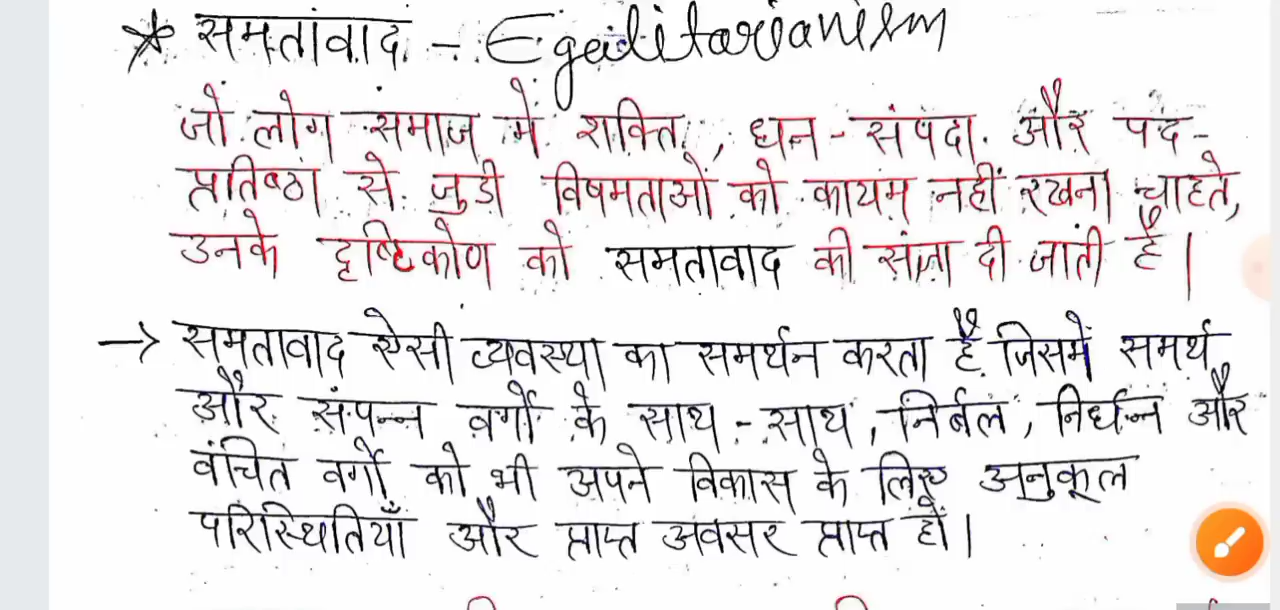 * समतावाद - Egalitarianism
जो लोग समाज में शक्ति, धन-संपदा और पद-
प्रतिष्ठा से जुड़ी विषमताओं को कायम नहीं रखना चाहते,
उनके दृष्टिकोण को समतावाद की संज्ञा दी जाती है।
→ समतावाद ऐसी व्यवस्था का समर्थन करता है जिसमें समर्थ
और संपन्न वर्गों के साथ-साथ, निर्बल, निर्धन और
वंचित वर्गों को भी अपने विकास के लिए अनुकूल
परिस्थितियाँ और प्राप्त अवसर प्राप्त हों।